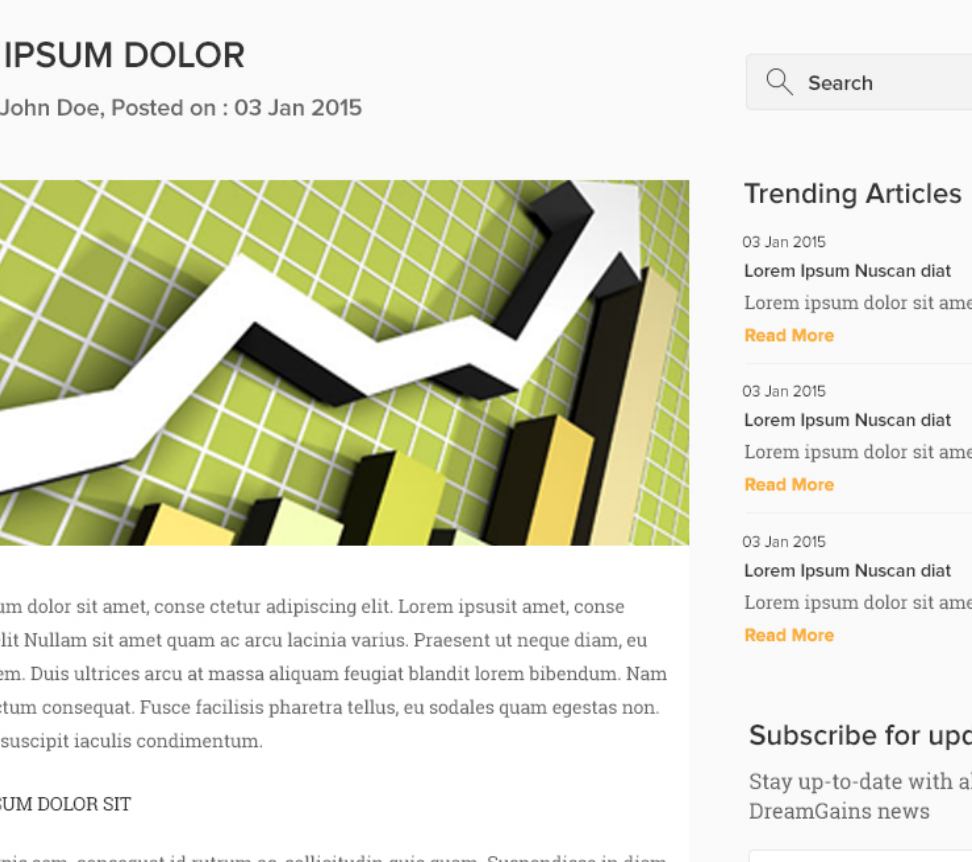 IPSUM DOLOR
John Doe, Posted on : 03 Jan 2015
Search
Trending Articles
03 Jan 2015
Lorem Ipsum Nuscan diat
Lorem ipsum dolor sit ame
Read More
03 Jan 2015
Lorem Ipsum Nuscan diat
Lorem ipsum dolor sit ame
Read More
03 Jan 2015
Lorem Ipsum Nuscan diat
Lorem ipsum dolor sit ame
Read More
um dolor sit amet, conse ctetur adipiscing elit. Lorem ipsusit amet, conse
elit Nullam sit amet quam ac arcu lacinia varius. Praesent ut neque diam, eu
em. Duis ultrices arcu at massa aliquam feugiat blandit lorem bibendum. Nam
ctum consequat. Fusce facilisis pharetra tellus, eu sodales quam egestas non.
suscipit iaculis condimentum.
SUM DOLOR SIT
Subscribe for upd
Stay up-to-date with al
DreamGains news